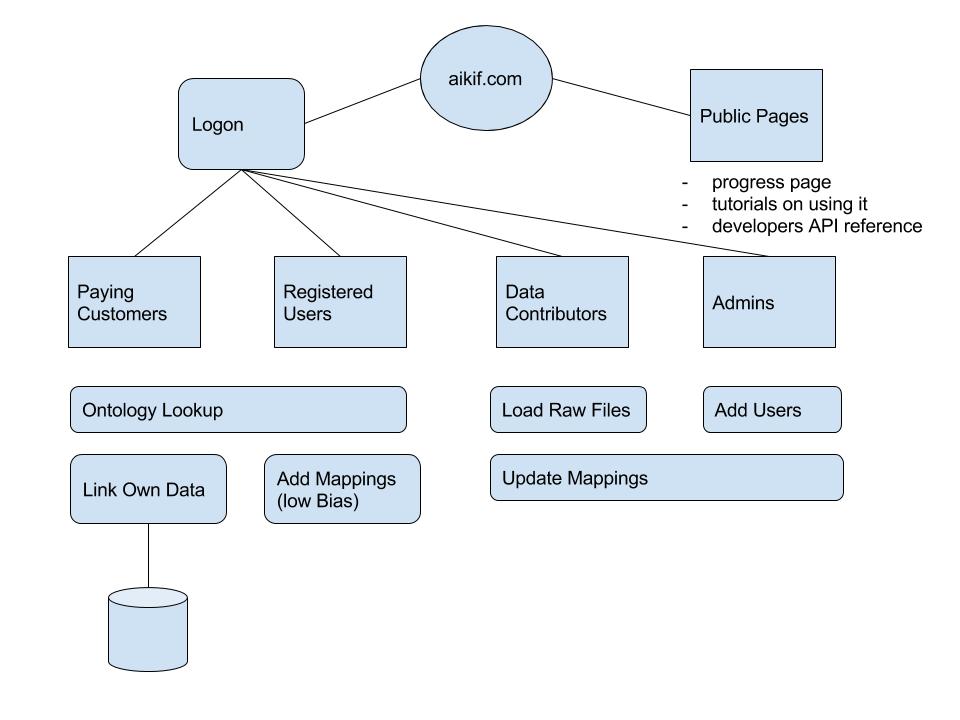 aikif.com
Logon
Public Pages
- progress page
- tutorials on using it
- developers API reference
Paying
Customers
Registered
Users
Data
Contributors
Admins
Ontology Lookup
Load Raw Files
Add Users
Link Own Data
Add Mappings
(low Bias)
Update Mappings